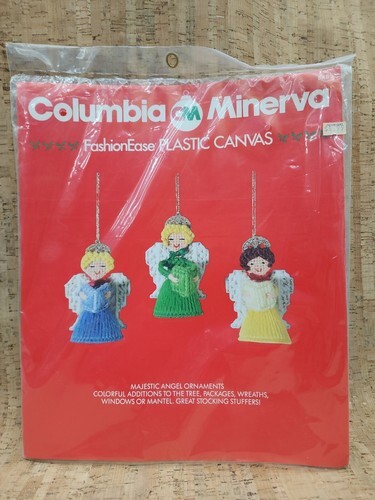 Columbia CM Minerva
FashionEase PLASTIC CANVAS
MAJESTIC ANGEL ORNAMENTS
COLORFUL ADDITIONS TO THE TREE, PACKAGES, WREATHS,
WINDOWS OR MANTEL. GREAT STOCKING STUFFERS!